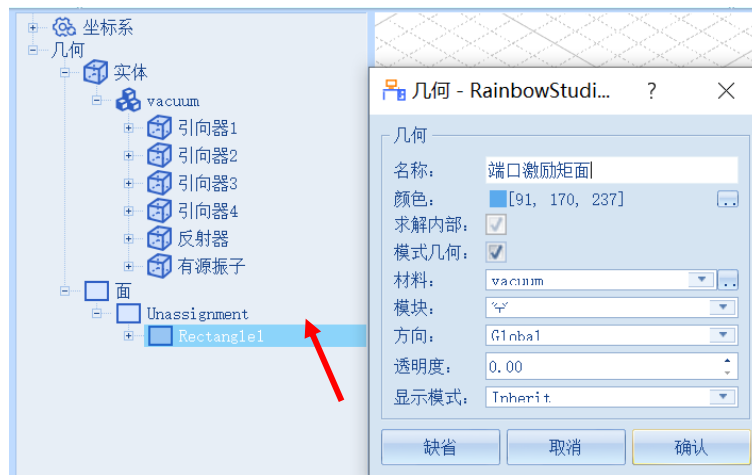 坐标系
几何
实体
vacuum
引向器1
引向器2
引向器3
引向器4
反射器
有源振子
面
Unassignment
Rectangle1
几何 - RainbowStudi... ?
几何
名称: 端口激励矩面
颜色: [91, 170, 237] ..
求解内部:
模式几何:
材料: vacuum ..
模块:
方向: Global
透明度: 0.00
显示模式: Inherit
缺省 取消 确认